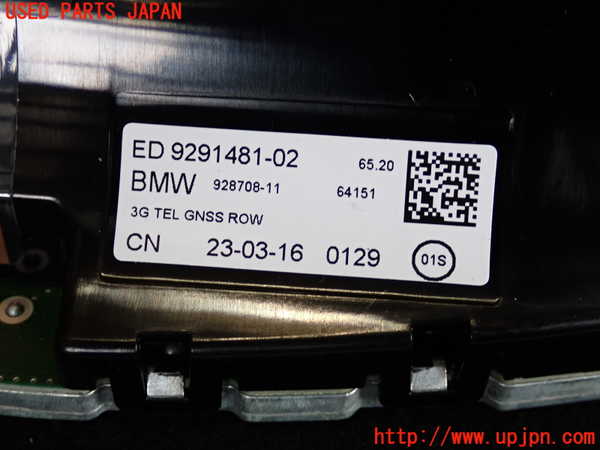 USED PARTS JAPAN
ED 9291481-02 65.20
BMW 928708-11 64151
3G TEL GNSS ROW
CN 23-03-16 0129 01S
http://www.upjpn.com/